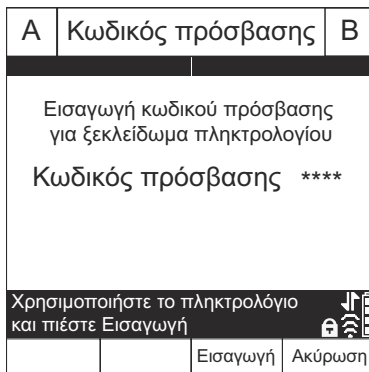 Α Κωδικός πρόσβασης Β
Εισαγωγή κωδικού πρόσβασης
για ξεκλείδωμα πληκτρολογίου
Κωδικός πρόσβασης ****
Χρησιμοποιήστε το πληκτρολόγιο
και πιέστε Εισαγωγή
Εισαγωγή Ακύρωση